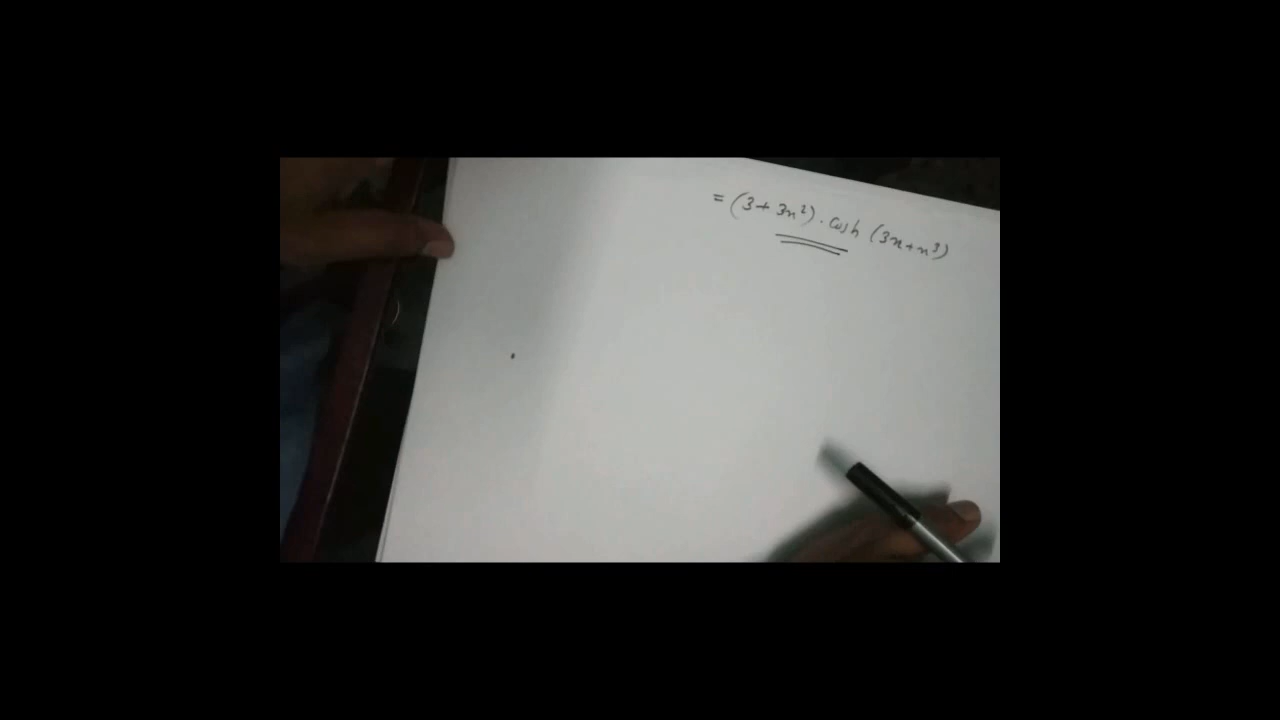 = (3 + 3x²) . cosh (3x+x³)